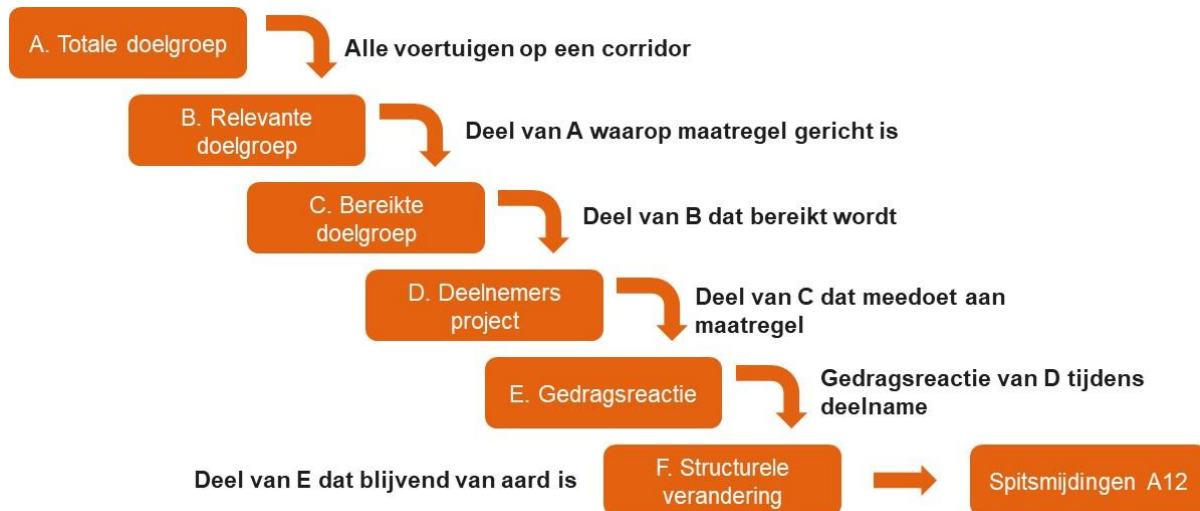 A. Totale doelgroep
Alle voertuigen op een corridor
B. Relevante
doelgroep
Deel van A waarop maatregel gericht is
C. Bereikte
doelgroep
Deel van B dat bereikt wordt
D. Deelnemers
project
Deel van C dat meedoet aan
maatregel
E. Gedragsreactie
Gedragsreactie van D tijdens
deelname
Deel van E dat blijvend van aard is
F. Structurele
verandering
Spitsmijdingen A12